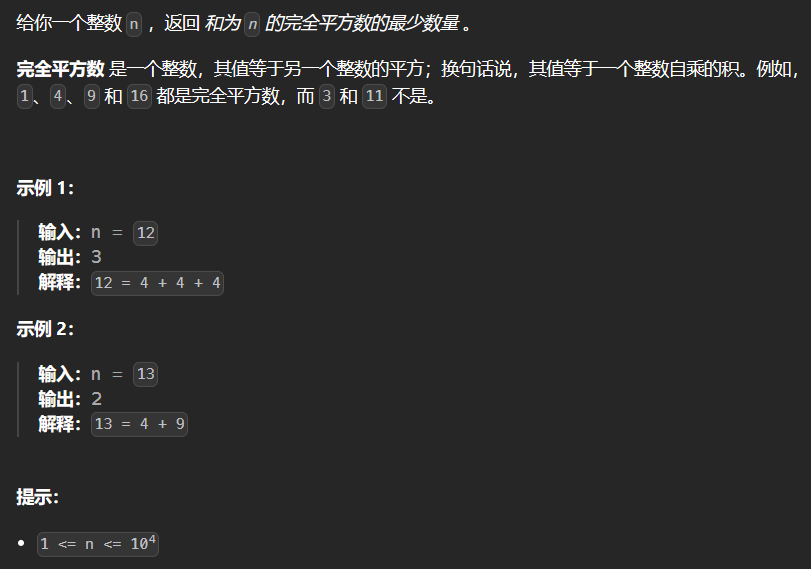 给你一个整数 n ，返回 和为 n 的完全平方数的最少数量 。
完全平方数 是一个整数，其值等于另一个整数的平方；换句话说，其值等于一个整数自乘的积。例如，
1、4、9 和 16 都是完全平方数，而 3 和 11 不是。
示例 1：
输入：n = 12
输出：3
解释：12 = 4 + 4 + 4
示例 2：
输入：n = 13
输出：2
解释：13 = 4 + 9
提示：
• 1 <= n <= 10⁴